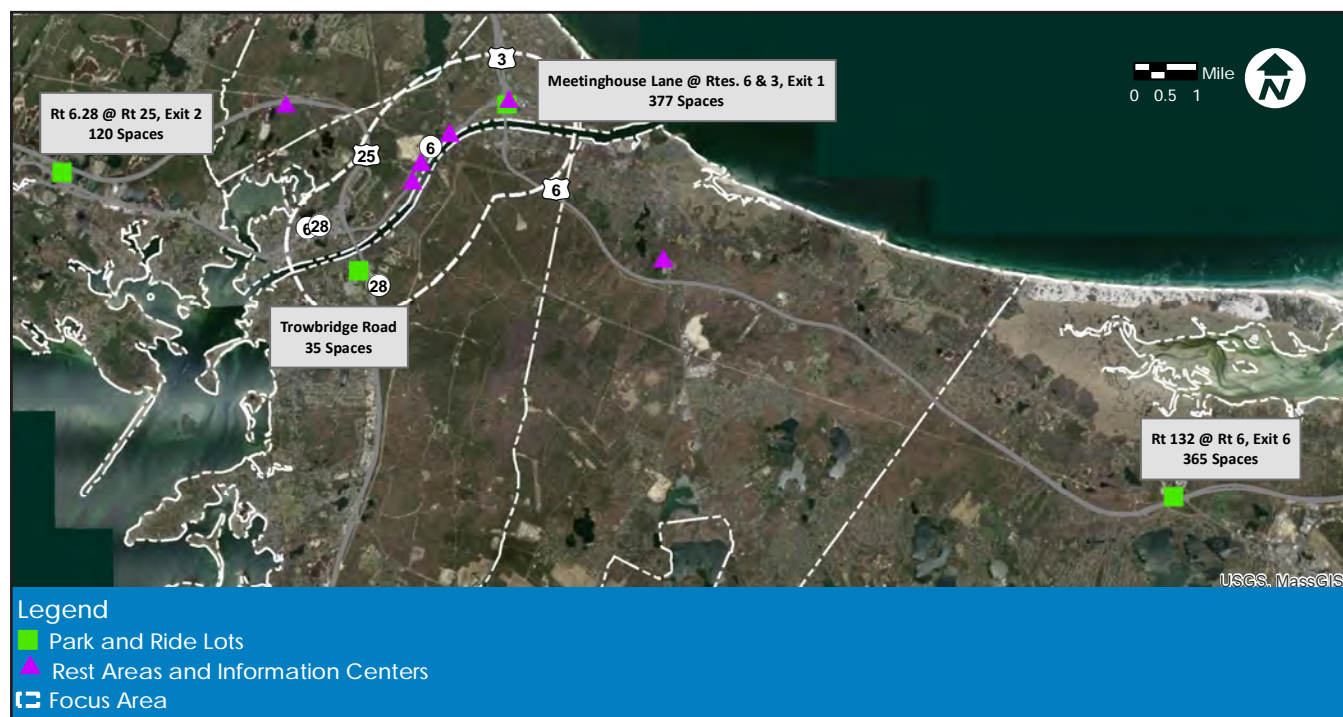 3
Meetinghouse Lane @ Rtes. 6 & 3, Exit 1
377 Spaces
Mile
0 0.5 1
N
Rt 6.28 @ Rt 25, Exit 2
120 Spaces
25
6
6
6
28
28
Trowbridge Road
35 Spaces
Rt 132 @ Rt 6, Exit 6
365 Spaces
USGS, MassGIS
Legend
Park and Ride Lots
Rest Areas and Information Centers
Focus Area